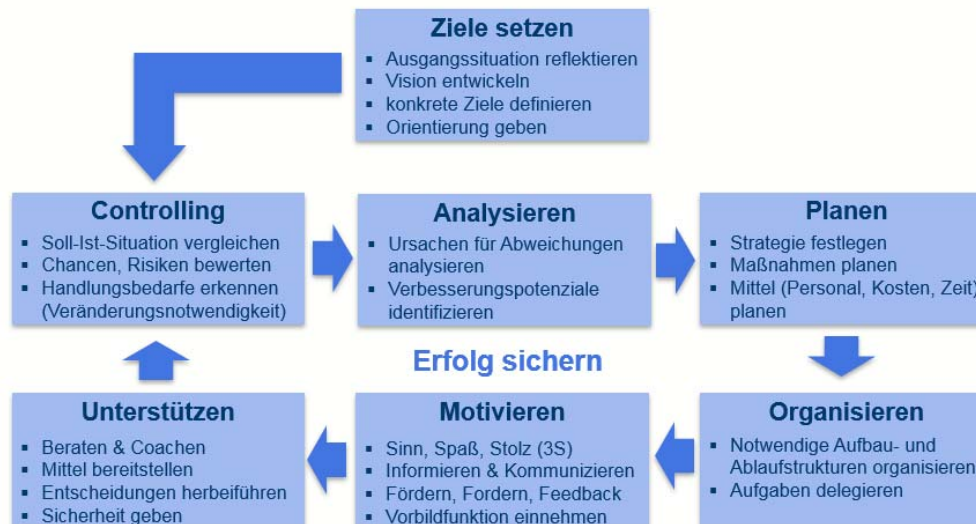 Ziele setzen
▪ Ausgangssituation reflektieren
▪ Vision entwickeln
▪ konkrete Ziele definieren
▪ Orientierung geben
Controlling
▪ Soll-Ist-Situation vergleichen
▪ Chancen, Risiken bewerten
▪ Handlungsbedarfe erkennen
(Veränderungsnotwendigkeit)
Analysieren
▪ Ursachen für Abweichungen
analysieren
▪ Verbesserungspotenziale
identifizieren
Planen
▪ Strategie festlegen
▪ Maßnahmen planen
▪ Mittel (Personal, Kosten, Zeit)
planen
Erfolg sichern
Unterstützen
▪ Beraten & Coachen
▪ Mittel bereitstellen
▪ Entscheidungen herbeiführen
▪ Sicherheit geben
Motivieren
▪ Sinn, Spaß, Stolz (3S)
▪ Informieren & Kommunizieren
▪ Fördern, Fordern, Feedback
▪ Vorbildfunktion einnehmen
Organisieren
▪ Notwendige Aufbau- und
Ablaufstrukturen organisieren
▪ Aufgaben delegieren